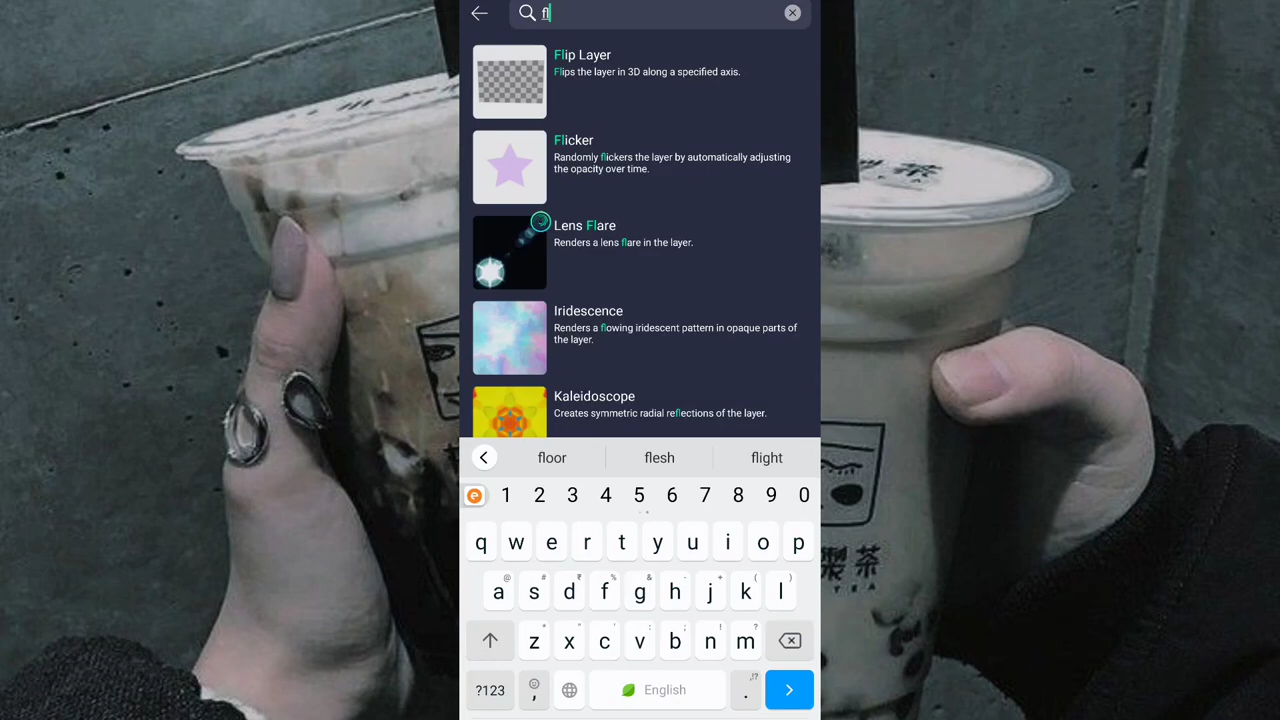 fl
Flip Layer
Flips the layer in 3D along a specified axis.
Flicker
Randomly flickers the layer by automatically adjusting
the opacity over time.
Lens Flare
Renders a lens flare in the layer.
Iridescence
Renders a flowing iridescent pattern in opaque parts of
the layer.
Kaleidoscope
Creates symmetric radial reflections of the layer.
floor flesh flight
1 2 3 4 5 6 7 8 9 0
q w e r t y u i o p
@ # ₹ % & - + ( )
a s d f g h j k l
* " ' : ; ! ?
z x c v b n m
?123 , English . ,!?
茶